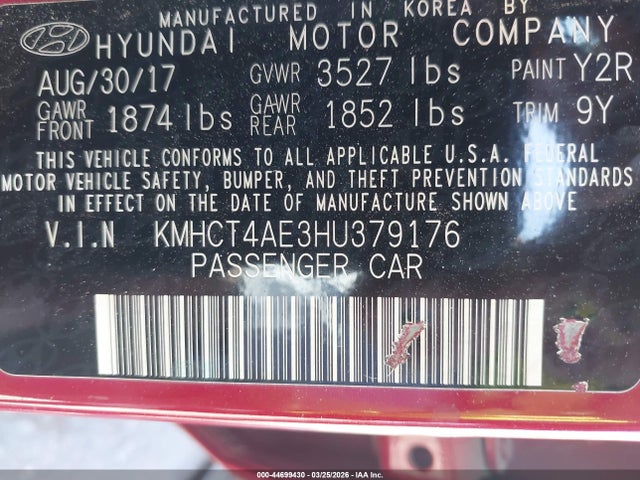 MANUFACTURED IN KOREA BY
HYUNDAI MOTOR COMPANY
AUG/30/17 GVWR 3527 lbs PAINT Y2R
GAWR FRONT 1874 lbs GAWR REAR 1852 lbs TRIM 9Y
THIS VEHICLE CONFORMS TO ALL APPLICABLE U.S.A. FEDERAL
MOTOR VEHICLE SAFETY, BUMPER, AND THEFT PREVENTION STANDARDS
IN EFFECT ON THE DATE OF MANUFACTURE SHOWN ABOVE.
V.I.N KMHCT4AE3HU379176
PASSENGER CAR
000-44699430 - 03/25/2026 - IAA Inc.